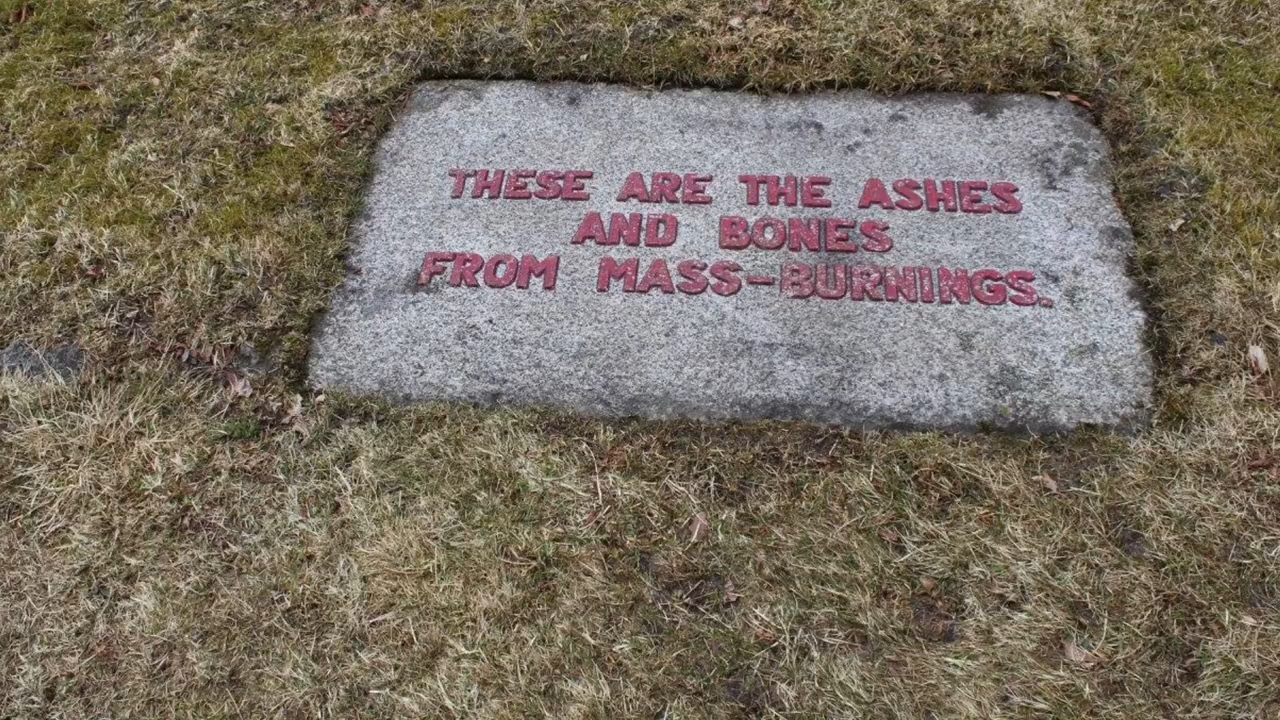 THESE ARE THE ASHES
AND BONES
FROM MASS-BURNINGS.